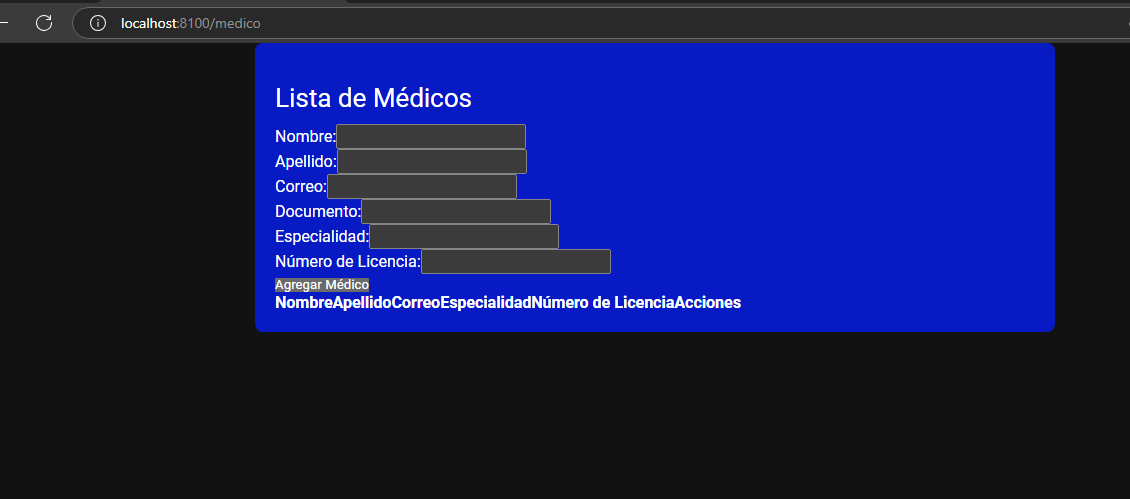 localhost:8100/medico
Lista de Médicos
Nombre:
Apellido:
Correo:
Documento:
Especialidad:
Número de Licencia:
Agregar Médico
NombreApellidoCorreoEspecialidadNúmero de LicenciaAcciones